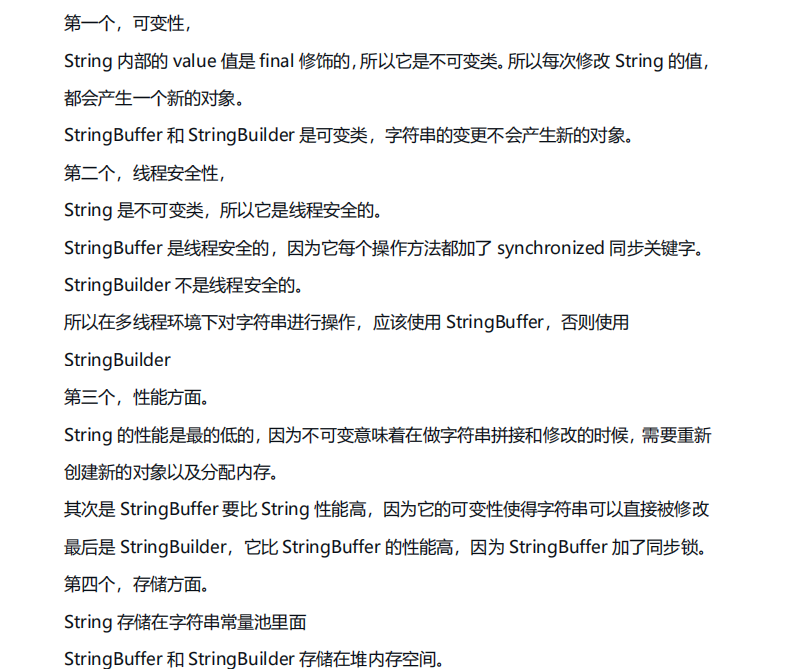 第一个，可变性，
String 内部的 value 值是 final 修饰的，所以它是不可变类。所以每次修改 String 的值，
都会产生一个新的对象。
StringBuffer 和 StringBuilder 是可变类，字符串的变更不会产生新的对象。
第二个，线程安全性，
String 是不可变类，所以它是线程安全的。
StringBuffer 是线程安全的，因为它每个操作方法都加了 synchronized 同步关键字。
StringBuilder 不是线程安全的。
所以在多线程环境下对字符串进行操作，应该使用 StringBuffer，否则使用
StringBuilder
第三个，性能方面。
String 的性能是最的低的，因为不可变意味着在做字符串拼接和修改的时候，需要重新
创建新的对象以及分配内存。
其次是 StringBuffer 要比 String 性能高，因为它的可变性使得字符串可以直接被修改
最后是 StringBuilder，它比 StringBuffer 的性能高，因为 StringBuffer 加了同步锁。
第四个，存储方面。
String 存储在字符串常量池里面
StringBuffer 和 StringBuilder 存储在堆内存空间。